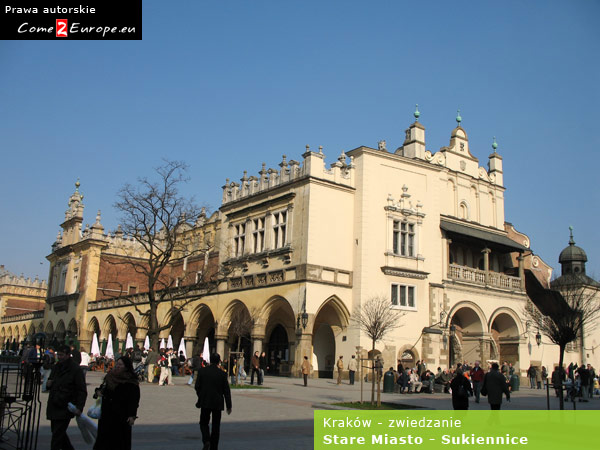 Prawa autorskie
Come2Europe.eu
Kraków - zwiedzanie
Stare Miasto - Sukiennice